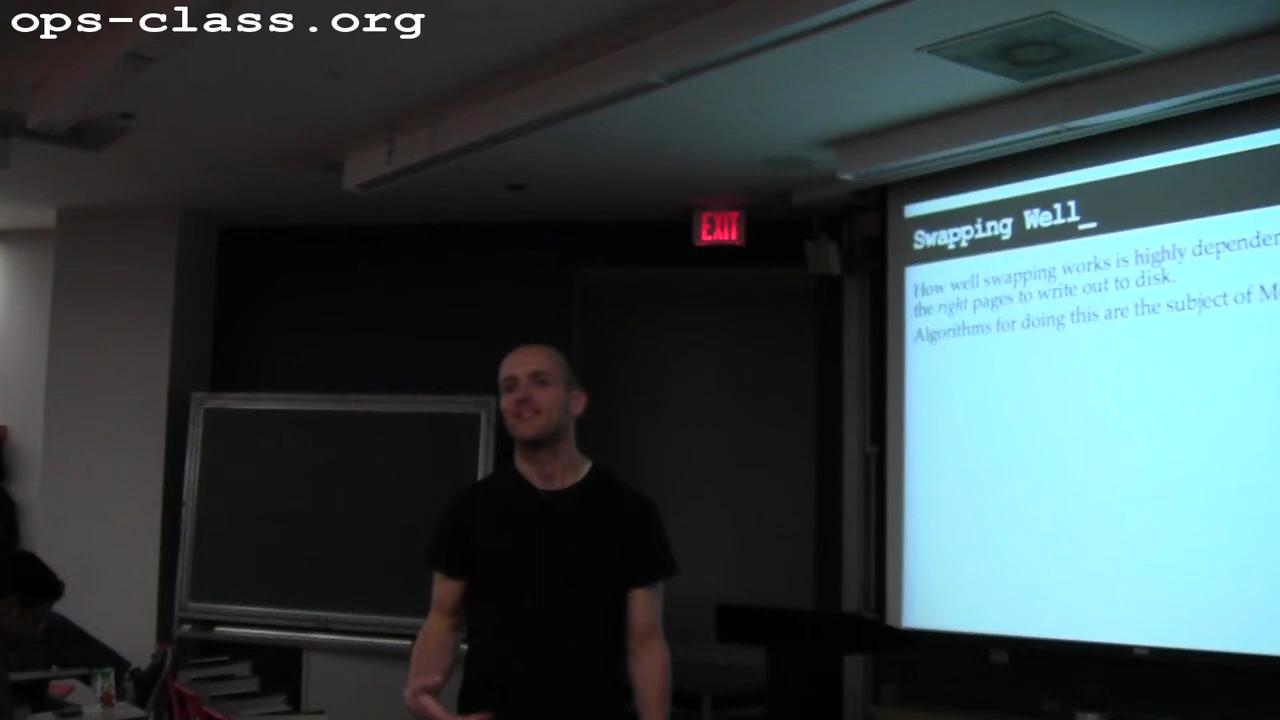 ops-class.org
EXIT
Swapping Well_
How well swapping works is highly
the right pages to write out to disk.
Algorithms for doing this are the subject of